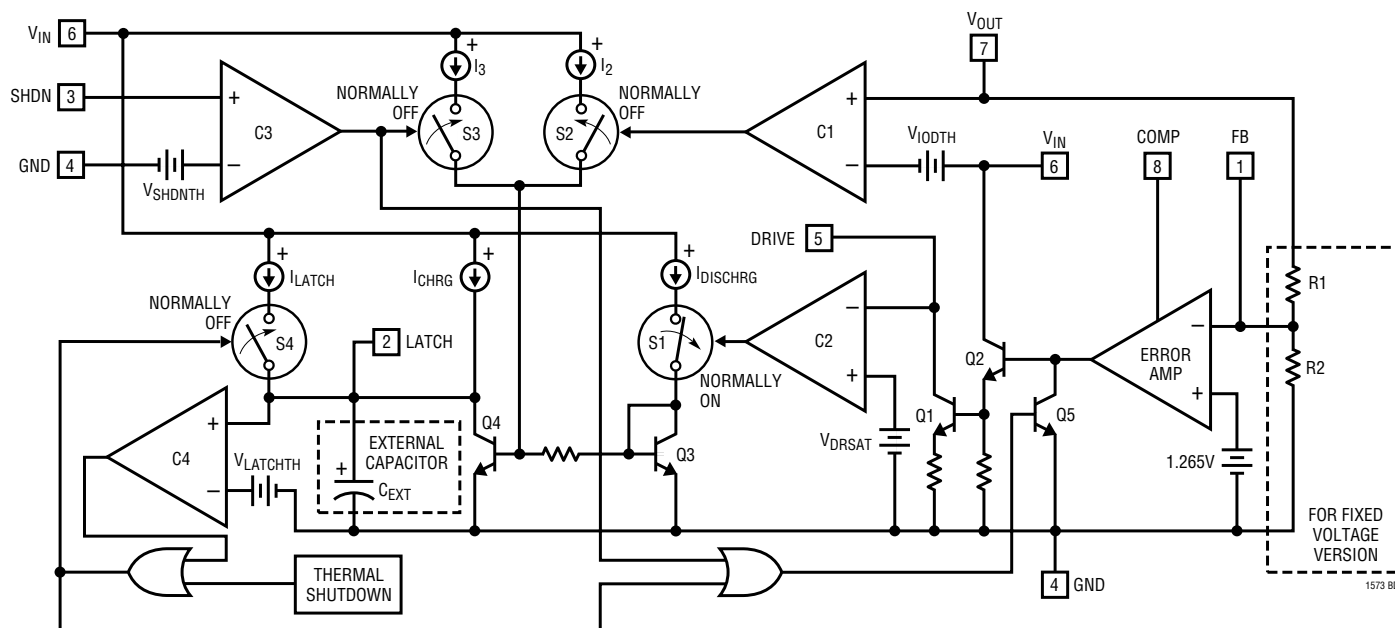 VIN 6
VOUT
7
SHDN 3
GND 4
VSHDNTH
+
C3
−
NORMALLY
OFF
+
I3
S3
+
I2
S2
NORMALLY
OFF
+
C1
−
VIODTH
VIN
6
COMP
8
FB
1
DRIVE 5
+
ILATCH
NORMALLY
OFF
S4
+
ICHRG
2 LATCH
+
IDISCHRG
S1
NORMALLY
ON
−
C2
+
VDRSAT
Q2
Q1
Q5
−
ERROR
AMP
+
1.265V
R1
R2
+
C4
−
VLATCHTH
EXTERNAL
CAPACITOR
+
CEXT
Q4
Q3
FOR FIXED
VOLTAGE
VERSION
THERMAL
SHUTDOWN
4 GND